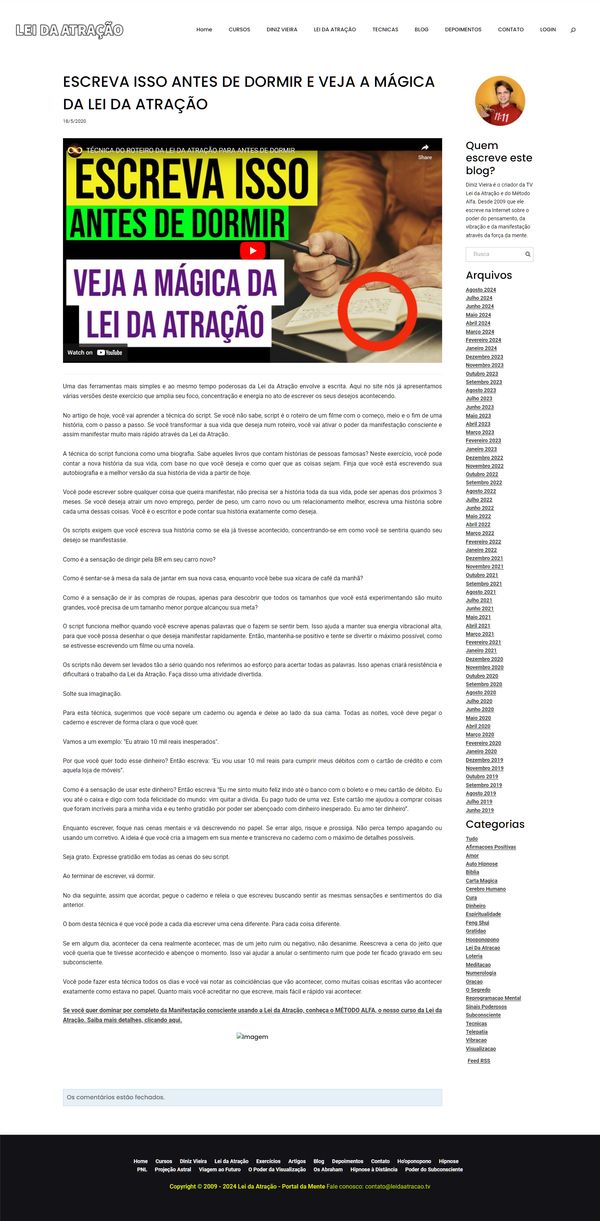 LEI DA ATRAÇÃO
Home
CURSOS
DINIZ VIEIRA
LEI DA ATRAÇÃO
TECNICAS
BLOG
DEPOIMENTOS
CONTATO
LOGIN
ESCREVA ISSO ANTES DE DORMIR E VEJA A MÁGICA
DA LEI DA ATRAÇÃO
18/5/2020
TÉCNICA DO ROTEIRO DA LEI DA ATRAÇÃO PARA ANTES DE DORMIR
Share
ESCREVA ISSO
ANTES DE DORMIR
VEJA A MÁGICA DA
LEI DA ATRAÇÃO
Watch on YouTube
Uma das ferramentas mais simples e ao mesmo tempo poderosas da Lei da Atração envolve a escrita. Aqui no site nós já apresentamos
várias versões deste exercício que amplia seu foco, concentração e energia no ato de escrever os seus desejos acontecendo.
No artigo de hoje, você vai aprender a técnica do script. Se você não sabe, script é o roteiro de um filme com o começo, meio e o fim de uma
história, com o passo a passo. Se você transformar a sua vida que deseja num roteiro, você vai ativar o poder da manifestação consciente e
assim manifestar muito mais rápido através da Lei da Atração.
A técnica do script funciona como uma biografia. Sabe aqueles livros que contam histórias de pessoas famosas? Neste exercício, você pode
contar a nova história da sua vida, com base no que você deseja e como quer que as coisas sejam. Finja que você está escrevendo sua
autobiografia e a melhor versão da sua história de vida a partir de hoje.
Você pode escrever sobre qualquer coisa que queira manifestar, não precisa ser a história toda da sua vida, pode ser apenas dos próximos 3
meses. Se você deseja atrair um novo emprego, perder de peso, um carro novo ou um relacionamento melhor, escreva uma história sobre
cada uma dessas coisas. Você é o escritor e pode contar sua história exatamente como deseja.
Os scripts exigem que você escreva sua história como se ela já tivesse acontecido, concentrando-se em como você se sentiria quando seu
desejo se manifestasse.
Como é a sensação de dirigir pela BR em seu carro novo?
Como é sentar-se à mesa da sala de jantar em sua nova casa, enquanto você bebe sua xícara de café da manhã?
Como é a sensação de ir às compras de roupas, apenas para descobrir que todos os tamanhos que você está experimentando são muito
grandes, você precisa de um tamanho menor porque alcançou sua meta?
O script funciona melhor quando você escreve apenas palavras que o fazem se sentir bem. Isso ajuda a manter sua energia vibracional alta,
para que você possa desenhar o que deseja manifestar rapidamente. Então, mantenha-se positivo e tente se divertir o máximo possível, como
se estivesse escrevendo um filme ou uma novela.
Os scripts não devem ser levados tão a sério quando nos referimos ao esforço para acertar todas as palavras. Isso apenas criará resistência e
dificultará o trabalho da Lei da Atração. Faça disso uma atividade divertida.
Solte sua imaginação.
Para esta técnica, sugerimos que você separe um caderno ou agenda e deixe ao lado da sua cama. Todas as noites, você deve pegar o
caderno e escrever de forma clara o que você quer.
Vamos a um exemplo: "Eu atraio 10 mil reais inesperados".
Por que você quer todo esse dinheiro? Então escreva: "Eu vou usar 10 mil reais para cumprir meus débitos com o cartão de crédito e com
aquela loja de móveis".
Como é a sensação de usar este dinheiro? Então escreva "Eu me sinto muito feliz indo até o banco com o boleto e o meu cartão de débito. Eu
vou até o caixa e digo com toda felicidade do mundo: vim quitar a dívida. Eu pago tudo de uma vez. Este cartão me ajudou a comprar coisas
que foram incríveis para a minha vida e eu tenho gratidão por poder ser abençoado com dinheiro inesperado. Eu amo ter dinheiro".
Enquanto escrever, foque nas cenas mentais e vá descrevendo no papel. Se errar algo, risque e prossiga. Não perca tempo apagando ou
usando um corretivo. A ideia é que você cria a imagem em sua mente e transcreva no caderno com o máximo de detalhes possíveis.
Seja grato. Expresse gratidão em todas as cenas do seu script.
Ao terminar de escrever, vá dormir.
No dia seguinte, assim que acordar, pegue o caderno e releia o que escreveu buscando sentir as mesmas sensações e sentimentos do dia
anterior.
O bom desta técnica é que você pode a cada dia escrever uma cena diferente. Para cada coisa diferente.
Se em algum dia, acontecer da cena realmente acontecer, mas de um jeito ruim ou negativo, não desanime. Reescreva a cena do jeito que
você queria que te tivesse acontecido e abençoe o momento. Isso vai ajudar a anular o sentimento ruim que pode ter ficado gravado em seu
subconsciente.
Você pode fazer esta técnica todos os dias e você vai notar as coincidências que vão acontecer, como muitas coisas escritas vão acontecer
exatamente como estava no papel. Quanto mais você acreditar no que escreve, mais fácil e rápido vai acontecer.
Se você quer dominar por completo da Manifestação consciente usando a Lei da Atração, conheça o MÉTODO ALFA, o nosso curso da Lei da
Atração. Saiba mais detalhes, clicando aqui.
Imagem
Os comentários estão fechados.
Quem
escreve este
blog?
Diniz Vieira é o criador da TV
Lei da Atração e do Método
Alfa. Desde 2009 que ele
escreve na Internet sobre o
poder do pensamento, da
vibração e da manifestação
através da força da mente.
Busca
Arquivos
Agosto 2024
Julho 2024
Junho 2024
Maio 2024
Abril 2024
Março 2024
Fevereiro 2024
Janeiro 2024
Dezembro 2023
Novembro 2023
Outubro 2023
Setembro 2023
Agosto 2023
Julho 2023
Junho 2023
Maio 2023
Abril 2023
Março 2023
Fevereiro 2023
Janeiro 2023
Dezembro 2022
Novembro 2022
Outubro 2022
Setembro 2022
Agosto 2022
Julho 2022
Junho 2022
Maio 2022
Abril 2022
Março 2022
Fevereiro 2022
Janeiro 2022
Dezembro 2021
Novembro 2021
Outubro 2021
Setembro 2021
Agosto 2021
Julho 2021
Junho 2021
Maio 2021
Abril 2021
Março 2021
Fevereiro 2021
Janeiro 2021
Dezembro 2020
Novembro 2020
Outubro 2020
Setembro 2020
Agosto 2020
Julho 2020
Junho 2020
Maio 2020
Abril 2020
Março 2020
Fevereiro 2020
Janeiro 2020
Dezembro 2019
Novembro 2019
Outubro 2019
Setembro 2019
Agosto 2019
Julho 2019
Junho 2019
Categorias
Tudo
Afirmacoes Positivas
Amor
Auto Hipnose
Bíblia
Carta Magica
Cerebro Humano
Cura
Dinheiro
Espiritualidade
Feng Shui
Gratidao
Hooponopono
Lei Da Atracao
Loteria
Meditacao
Numerologia
Oracao
O Segredo
Reprogramacao Mental
Sinais Poderosos
Subconsciente
Tecnicas
Telepatia
Vibracao
Visualizacao
Feed RSS
Home Cursos Diniz Vieira Lei da Atração Exercícios Artigos Blog Depoimentos Contato Ho'oponopono Hipnose
PNL Projeção Astral Viagem ao Futuro O Poder da Visualização Os Abraham Hipnose à Distância Poder do Subconsciente
Copyright © 2009 - 2024 Lei da Atração - Portal da Mente Fale conosco: contato@leidaatracao.tv